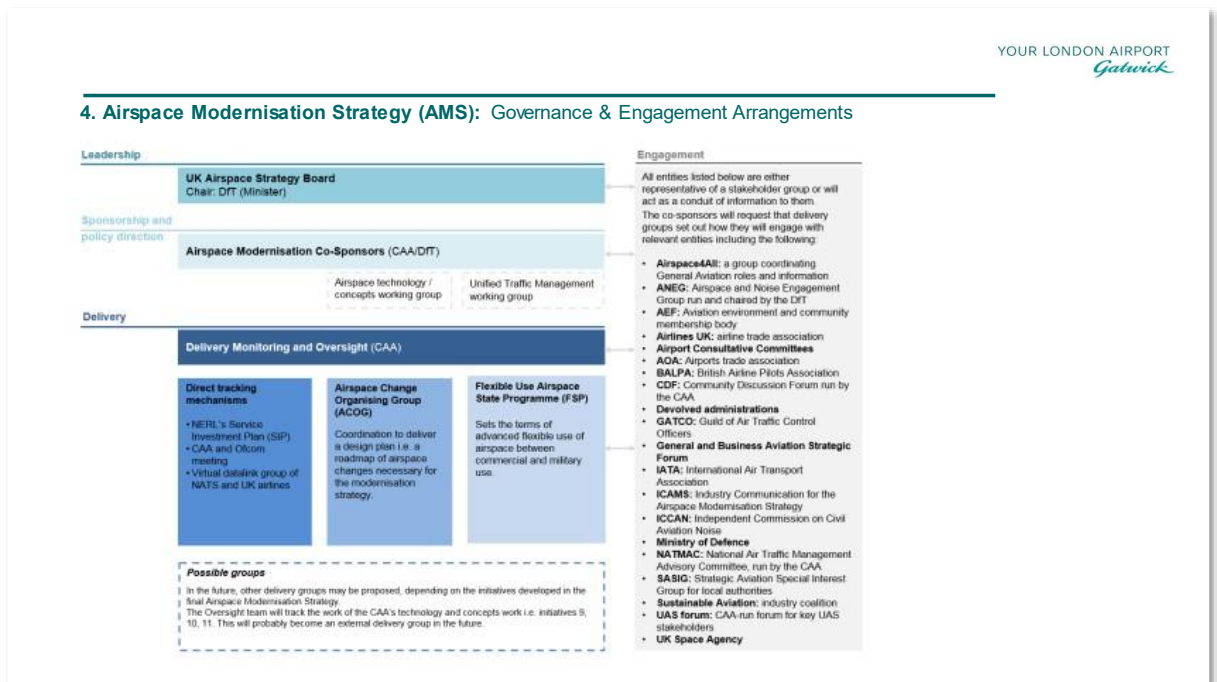 YOUR LONDON AIRPORT
Gatwick
4. Airspace Modernisation Strategy (AMS): Governance & Engagement Arrangements
Leadership
UK Airspace Strategy Board
Chair: DfT (Minister)
Sponsorship and
policy direction
Airspace Modernisation Co-Sponsors (CAA/DfT)
Airspace technology /
concepts working group
Unified Traffic Management
working group
Delivery
Delivery Monitoring and Oversight (CAA)
Direct tracking
mechanisms
• NERL's Service
Investment Plan (SIP)
• CAA and Ofcom
meeting
• Virtual datalink group of
NATS and UK airlines
Airspace Change
Organising Group
(ACOG)
Coordination to deliver
a design plan i.e. a
roadmap of airspace
changes necessary for
the modernisation
strategy.
Flexible Use Airspace
State Programme (FSP)
Sets the terms of
advanced flexible use of
airspace between
commercial and military
use.
Possible groups
In the future, other delivery groups may be proposed, depending on the initiatives developed in the
final Airspace Modernisation Strategy.
The Oversight team will track the work of the CAA's technology and concepts work i.e. initiatives 9,
10, 11. This will probably become an external delivery group in the future.
Engagement
All entities listed below are either
representative of a stakeholder group or will
act as a conduit of information to them.
The co-sponsors will request that delivery
groups set out how they will engage with
relevant entities including the following:
• Airspace4All: a group coordinating
General Aviation roles and information
• ANEG: Airspace and Noise Engagement
Group run and chaired by the DfT
• AEF: Aviation environment and community
membership body
• Airlines UK: airline trade association
• Airport Consultative Committees
• AOA: Airports trade association
• BALPA: British Airline Pilots Association
• CDF: Community Discussion Forum run by
the CAA
• Devolved administrations
• GATCO: Guild of Air Traffic Control
Officers
• General and Business Aviation Strategic
Forum
• IATA: International Air Transport
Association
• ICAMS: Industry Communication for the
Airspace Modernisation Strategy
• ICCAN: Independent Commission on Civil
Aviation Noise
• Ministry of Defence
• NATMAC: National Air Traffic Management
Advisory Committee, run by the CAA
• SASIG: Strategic Aviation Special Interest
Group for local authorities
• Sustainable Aviation: industry coalition
• UAS forum: CAA-run forum for key UAS
stakeholders
• UK Space Agency